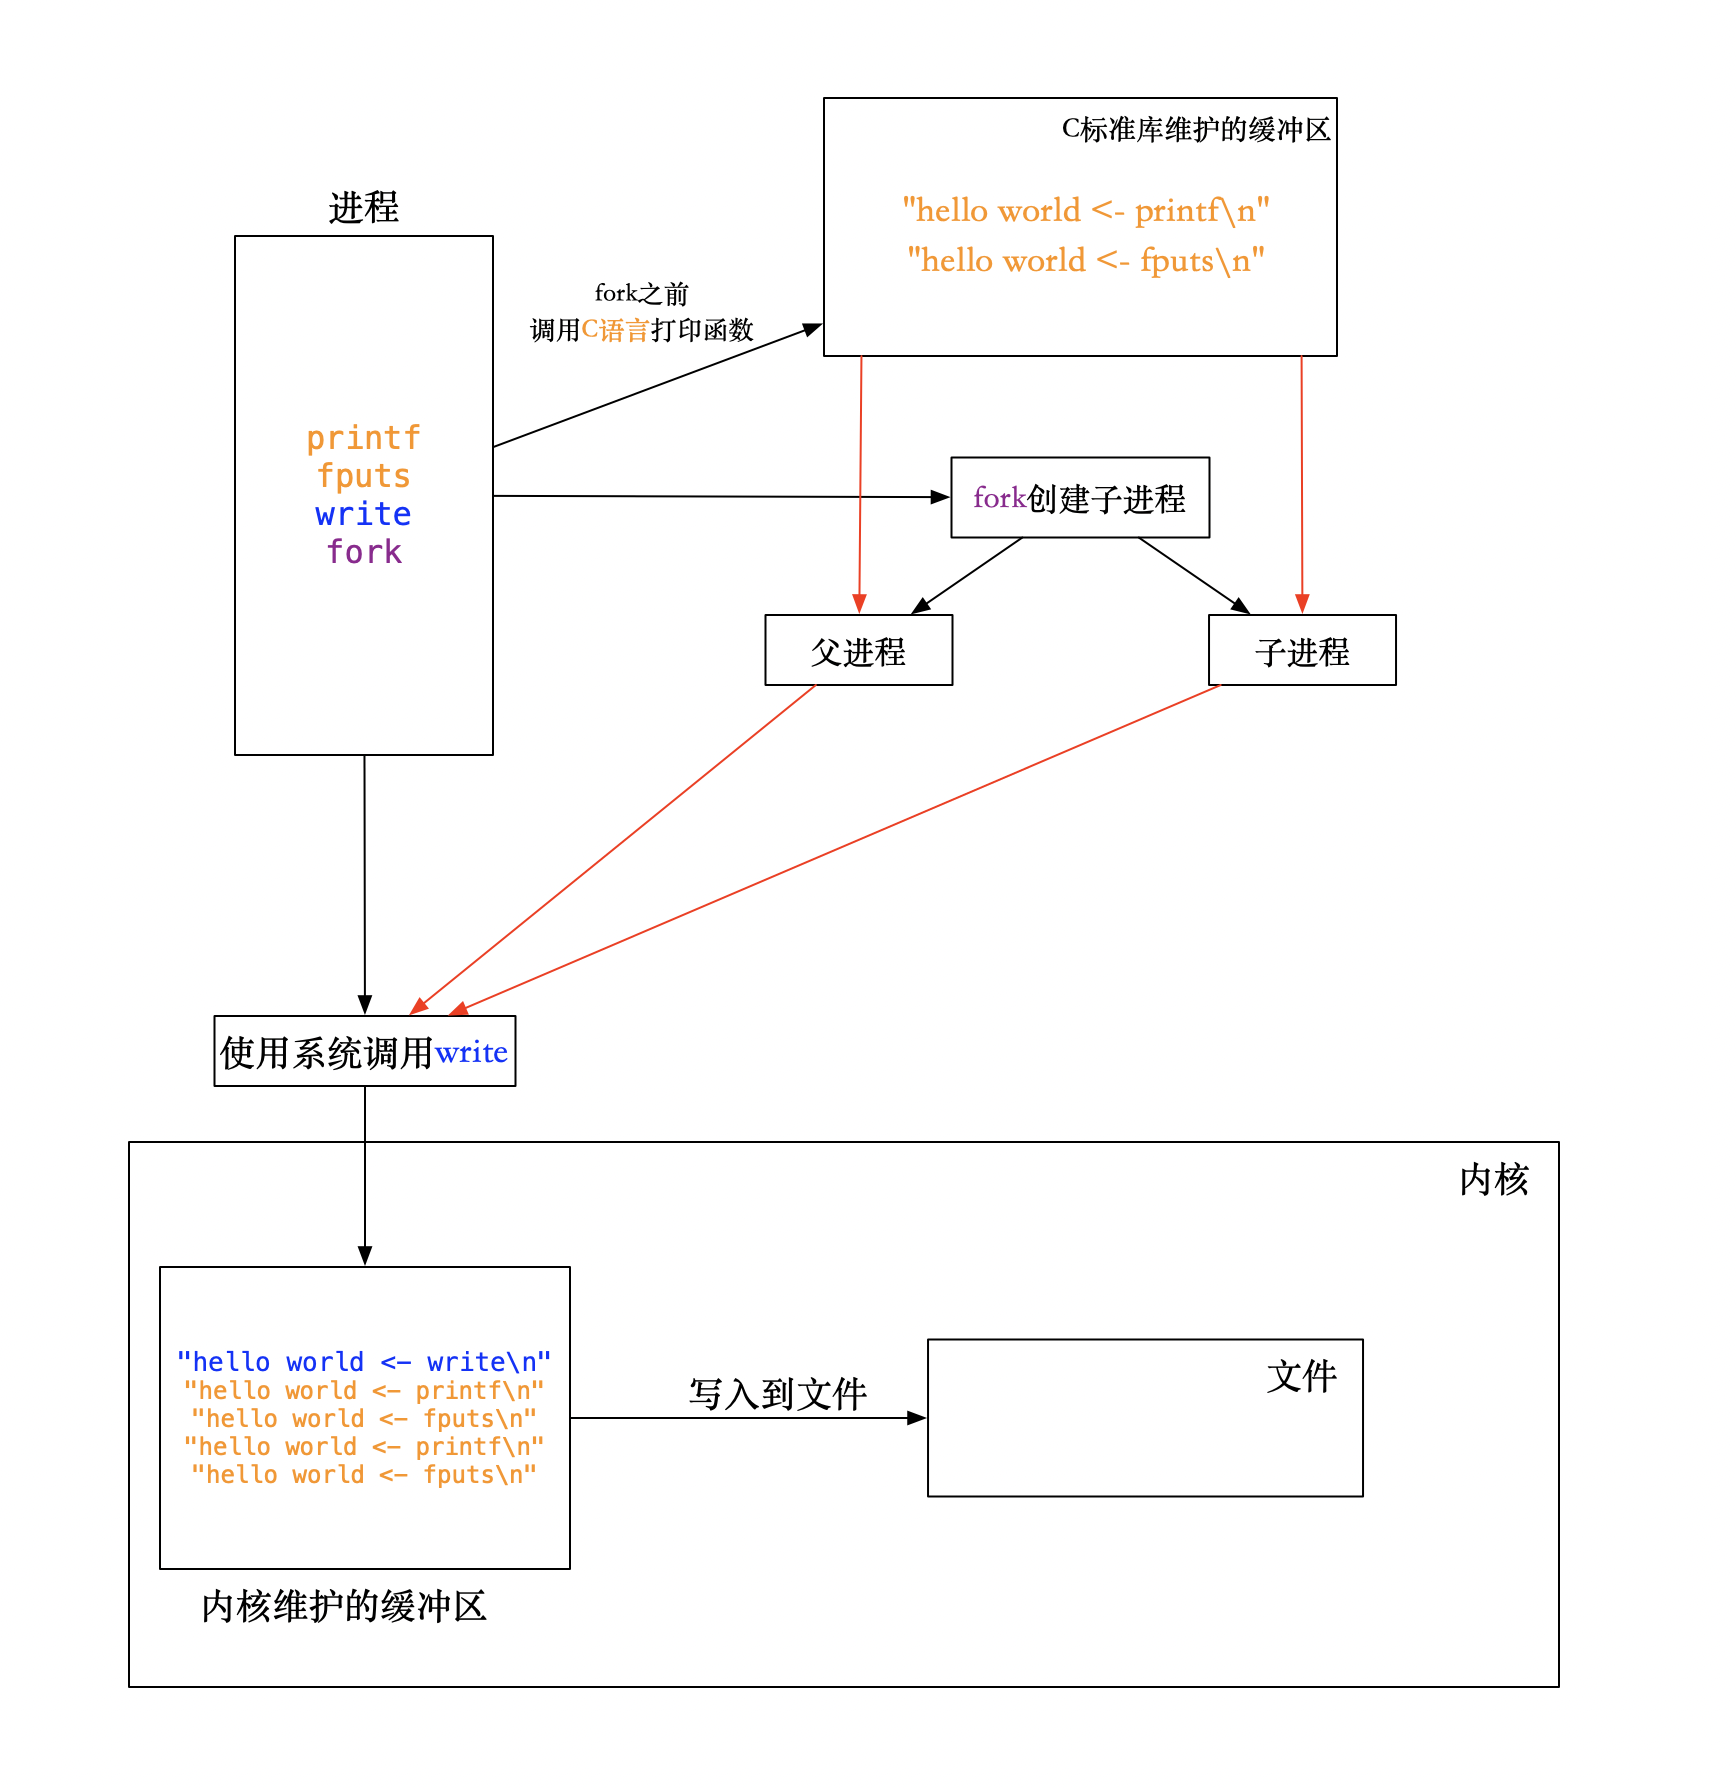 C标准库维护的缓冲区
"hello world <- printf\n"
"hello world <- fputs\n"
进程
fork之前
调用C语言打印函数
printf
fputs
write
fork
fork创建子进程
父进程
子进程
使用系统调用write
内核
"hello world <- write\n"
"hello world <- printf\n"
"hello world <- fputs\n"
"hello world <- printf\n"
"hello world <- fputs\n"
写入到文件
文件
内核维护的缓冲区